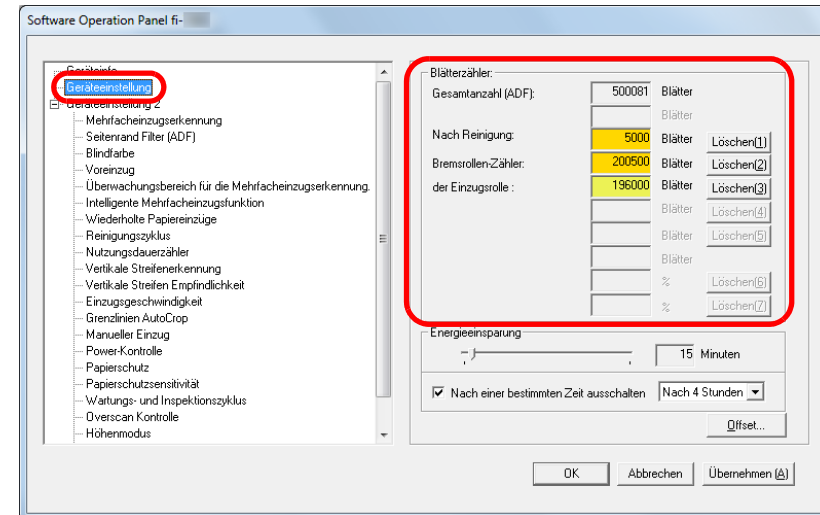 Software Operation Panel fi-
Geräteinfo
Geräteeinstellung
Geräteeinstellung 2
Mehrfacheinzugserkennung
Seitenrand Filter (ADF)
Blindfarbe
Voreinzug
Überwachungsbereich für die Mehrfacheinzugserkennung.
Intelligente Mehrfacheinzugsfunktion
Wiederholte Papiereinzüge
Reinigungszyklus
Nutzungsdauerzähler
Vertikale Streifenerkennung
Vertikale Streifen Empfindlichkeit
Einzugsgeschwindigkeit
Grenzlinien AutoCrop
Manueller Einzug
Power-Kontrolle
Papierschutz
Papierschutzsensitivität
Wartungs- und Inspektionszyklus
Overscan Kontrolle
Höhenmodus
Blätterzähler:
Gesamtanzahl (ADF): 500081 Blätter
Blätter
Nach Reinigung: 5000 Blätter Löschen(1)
Bremsrollen-Zähler: 200500 Blätter Löschen(2)
der Einzugsrolle : 196000 Blätter Löschen(3)
Blätter Löschen(4)
Blätter Löschen(5)
Blätter
% Löschen(6)
% Löschen(7)
Energieeinsparung
15 Minuten
Nach einer bestimmten Zeit ausschalten Nach 4 Stunden
Offset...
OK Abbrechen Übernehmen (A)